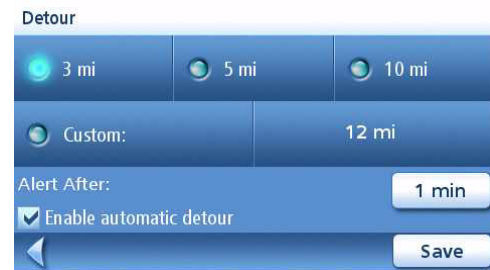 Detour
3 mi 5 mi 10 mi
Custom: 12 mi
Alert After: 1 min
Enable automatic detour
Save